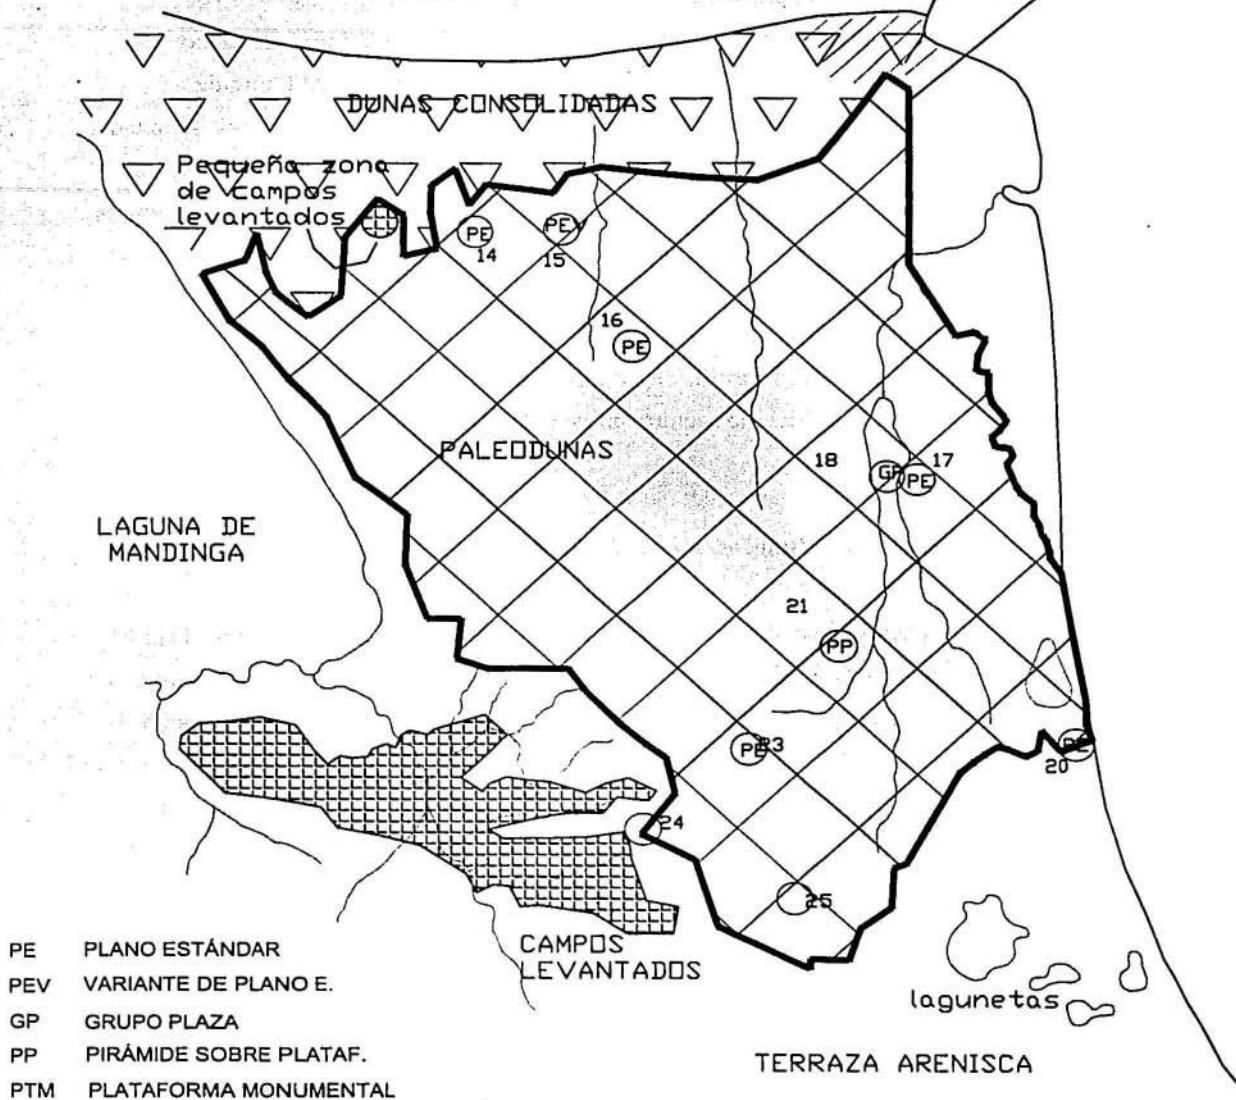 DUNAS CONSOLIDADAS
Pequeña zona
de campos
levantados
PE
14
PEV
15
16
PE
PALEODUNAS
18
GP
PE
17
LAGUNA DE
MANDINGA
21
PP
PE
23
PE
20
24
25
CAMPOS
LEVANTADOS
lagunetas
TERRAZA ARENISCA
PE PLANO ESTÁNDAR
PEV VARIANTE DE PLANO E.
GP GRUPO PLAZA
PP PIRÁMIDE SOBRE PLATAF.
PTM PLATAFORMA MONUMENTAL